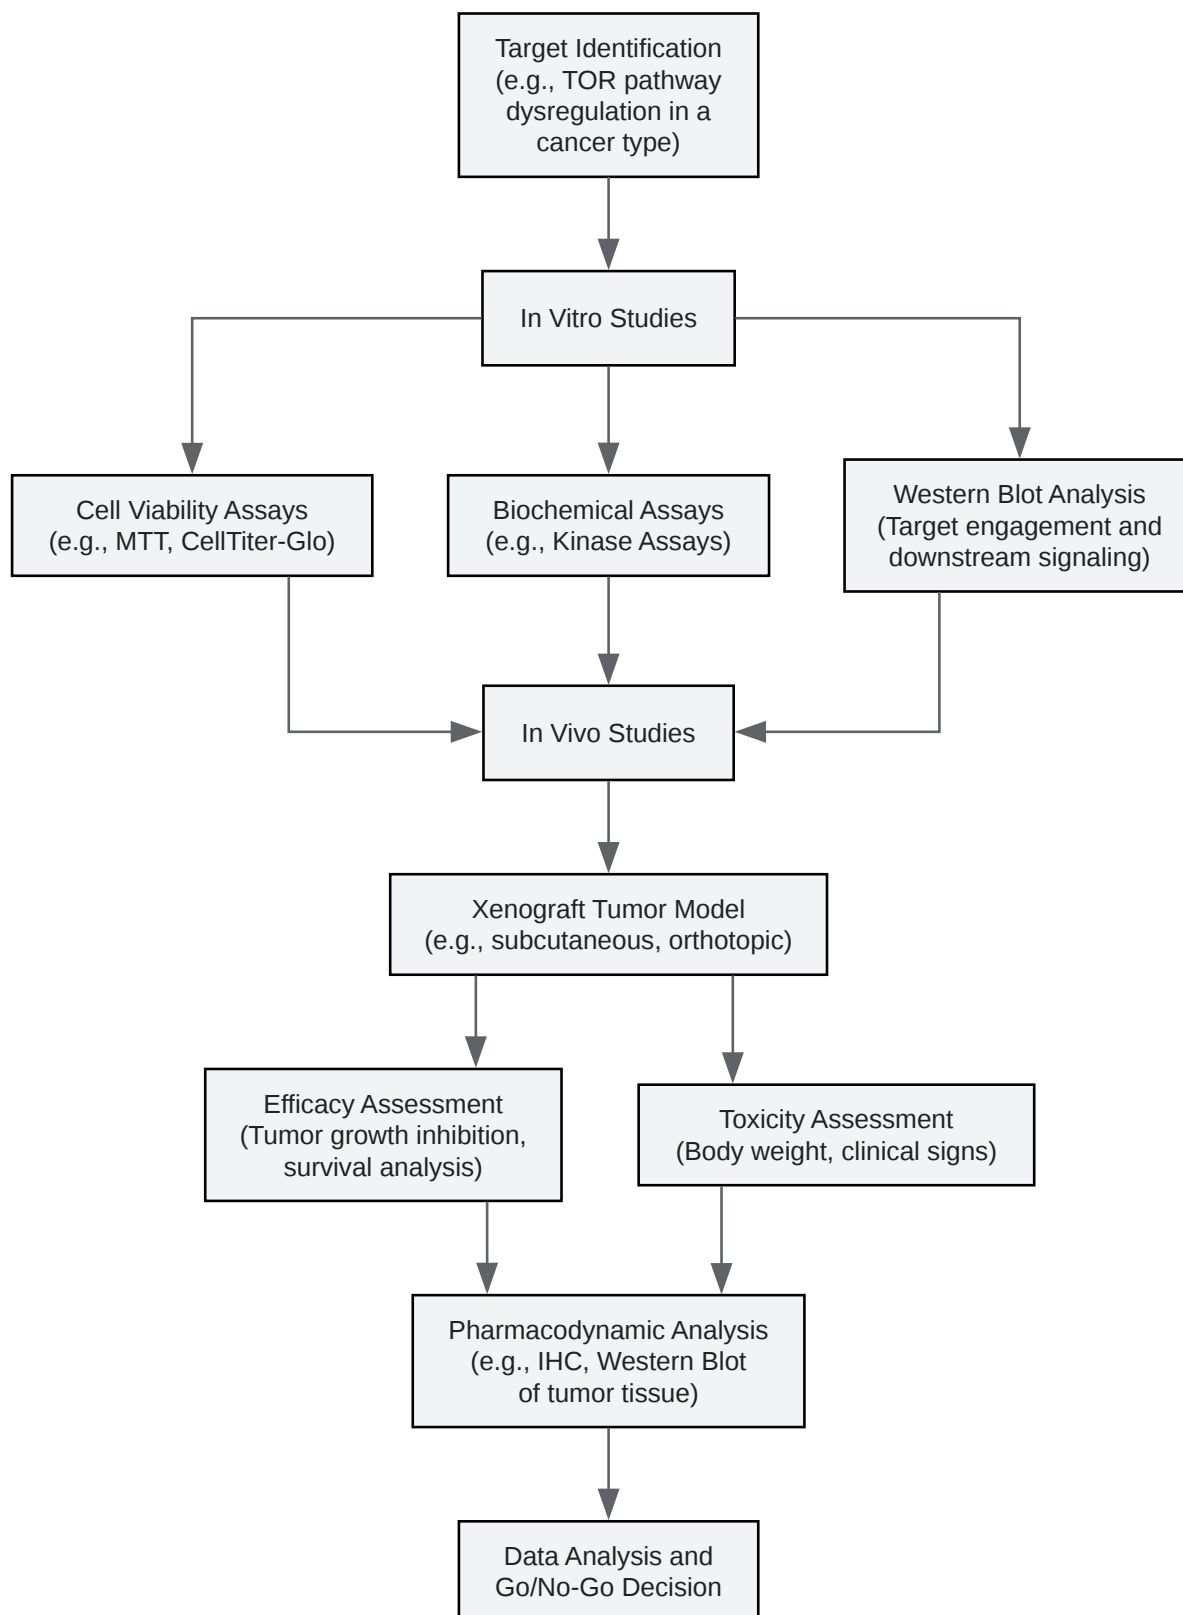 Target Identification
(e.g., TOR pathway
dysregulation in a
cancer type)
In Vitro Studies
Cell Viability Assays
(e.g., MTT, CellTiter-Glo)
Biochemical Assays
(e.g., Kinase Assays)
Western Blot Analysis
(Target engagement and
downstream signaling)
In Vivo Studies
Xenograft Tumor Model
(e.g., subcutaneous, orthotopic)
Efficacy Assessment
(Tumor growth inhibition,
survival analysis)
Toxicity Assessment
(Body weight, clinical signs)
Pharmacodynamic Analysis
(e.g., IHC, Western Blot
of tumor tissue)
Data Analysis and
Go/No-Go Decision